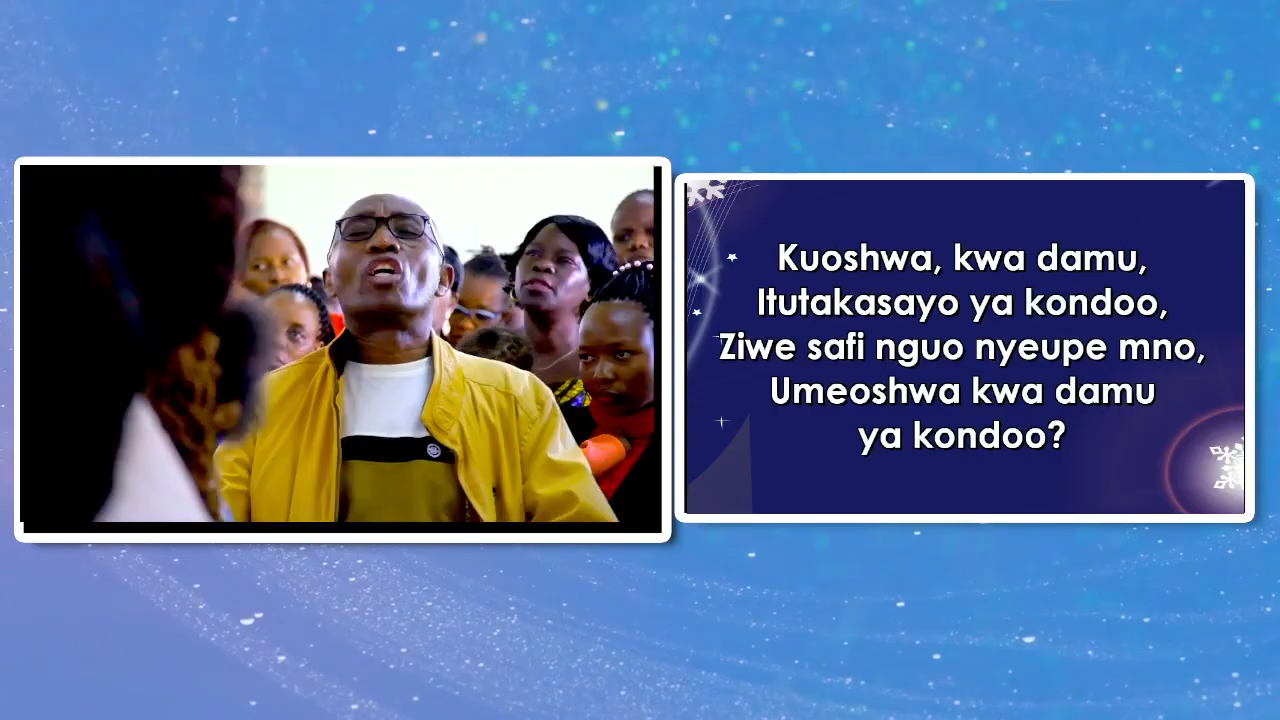 Kuoshwa, kwa damu,
Itutakasayo ya kondoo,
Ziwe safi nguo nyeupe mno,
Umeoshwa kwa damu
ya kondoo?